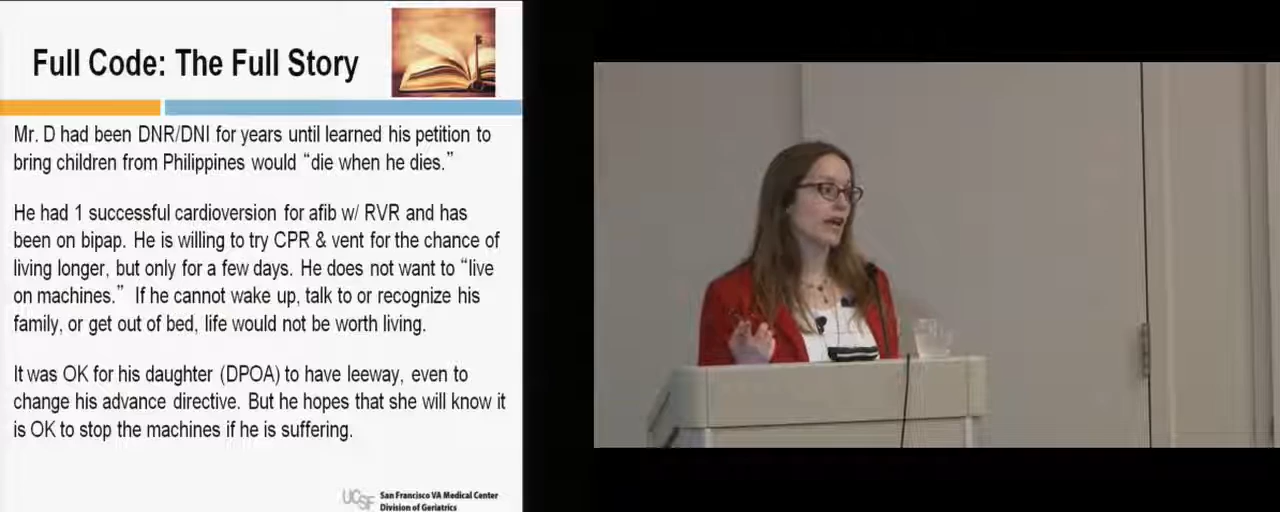 Full Code: The Full Story
Mr. D had been DNR/DNI for years until learned his petition to
bring children from Philippines would “die when he dies.”
He had 1 successful cardioversion for afib w/ RVR and has
been on bipap. He is willing to try CPR & vent for the chance of
living longer, but only for a few days. He does not want to “live
on machines.” If he cannot wake up, talk to or recognize his
family, or get out of bed, life would not be worth living.
It was OK for his daughter (DPOA) to have leeway, even to
change his advance directive. But he hopes that she will know it
is OK to stop the machines if he is suffering.
UCSF
San Francisco VA Medical Center
Division of Geriatrics